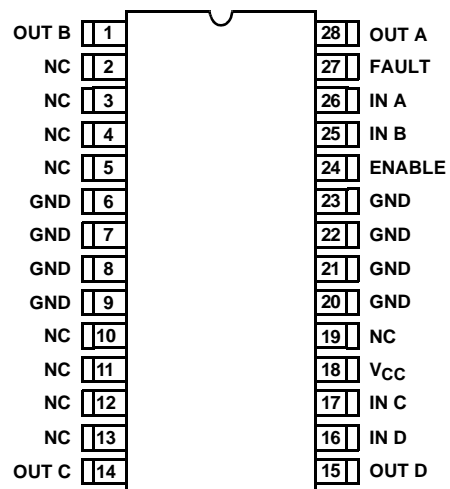 OUT B 1 28 OUT A
NC 2 27 FAULT
NC 3 26 IN A
NC 4 25 IN B
NC 5 24 ENABLE
GND 6 23 GND
GND 7 22 GND
GND 8 21 GND
GND 9 20 GND
NC 10 19 NC
NC 11 18 VCC
NC 12 17 IN C
NC 13 16 IN D
OUT C 14 15 OUT D